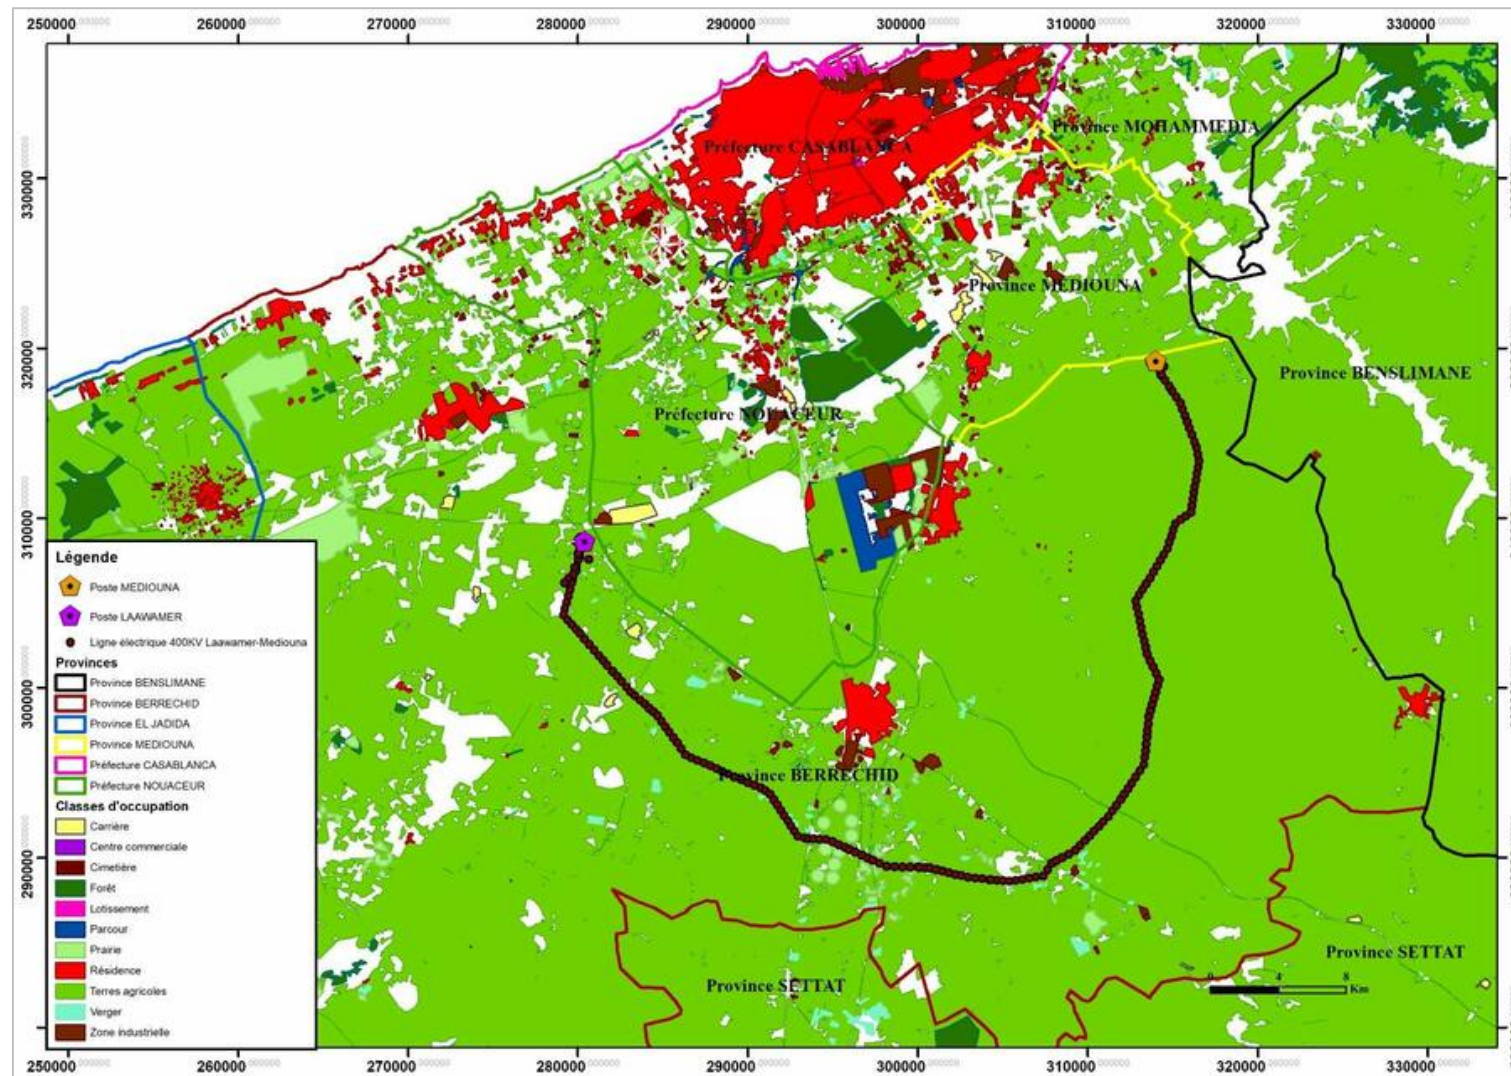 250000 260000 270000 280000 290000 300000 310000 320000 330000
Préfecture CASABLANCA
Province MOHAMMEDIA
330000
Province MEDIOUNA
320000
Province BENSLIMANE
Préfecture NOUACEUR
310000
Légende
Poste MEDIOUNA
Poste LAAWAMER
Ligne électrique 400KV Laawamer-Mediouna
Provinces
Province BENSLIMANE
Province BERRECHID
Province EL JADIDA
Province MEDIOUNA
Préfecture CASABLANCA
Préfecture NOUACEUR
Classes d'occupation
Carrière
Centre commerciale
Cimetière
Forêt
Lotissement
Parcour
Prairie
Résidence
Terres agricoles
Verger
Zone industrielle
300000
Province BERRECHID
290000
Province SETTAT
Province SETTAT
0 4 8
Km
250000 260000 270000 280000 290000 300000 310000 320000 330000